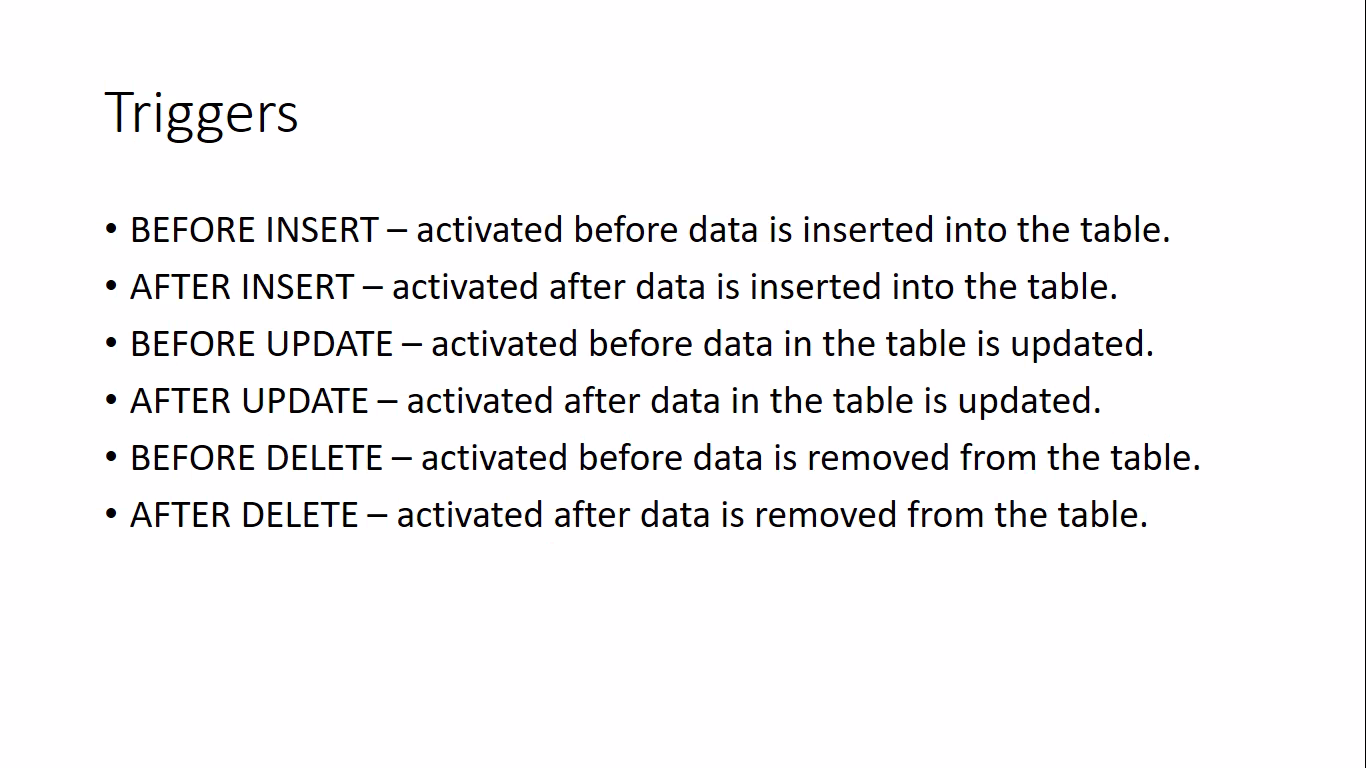 Triggers
• BEFORE INSERT – activated before data is inserted into the table.
• AFTER INSERT – activated after data is inserted into the table.
• BEFORE UPDATE – activated before data in the table is updated.
• AFTER UPDATE – activated after data in the table is updated.
• BEFORE DELETE – activated before data is removed from the table.
• AFTER DELETE – activated after data is removed from the table.